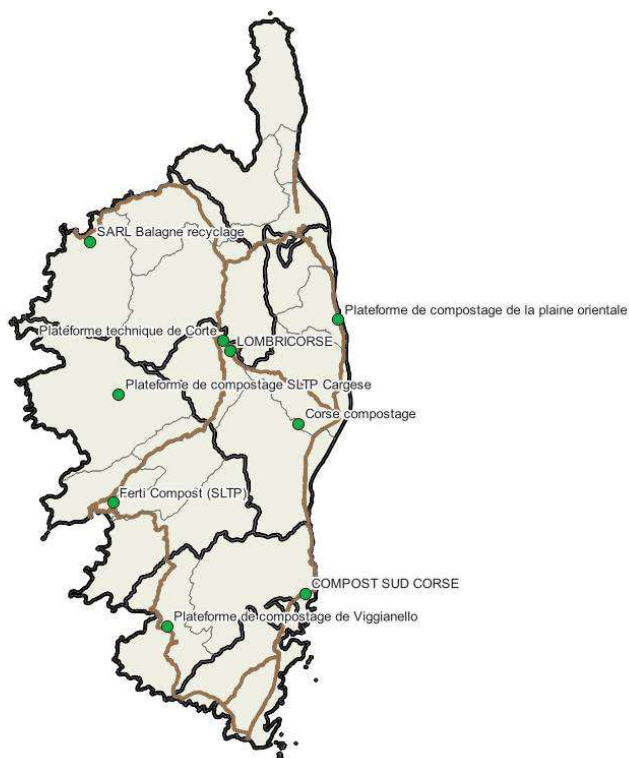 SARL Balagne recyclage
Plateforme de compostage de la plaine orientale
Plateforme technique de Corte
LOMBRICORSE
Plateforme de compostage SLTP Cargese
Corse compostage
Ferti Compost (SLTP)
COMPOST SUD CORSE
Plateforme de compostage de Viggianello